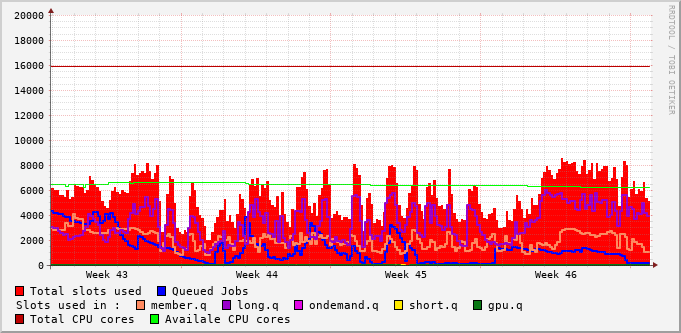 20000
18000
16000
14000
12000
10000
8000
6000
4000
2000
0
Week 43 Week 44 Week 45 Week 46
RRDTOOL / TOBI OETIKER
Total slots used Queued Jobs
Slots used in : member.q long.q ondemand.q short.q gpu.q
Total CPU cores Availale CPU cores